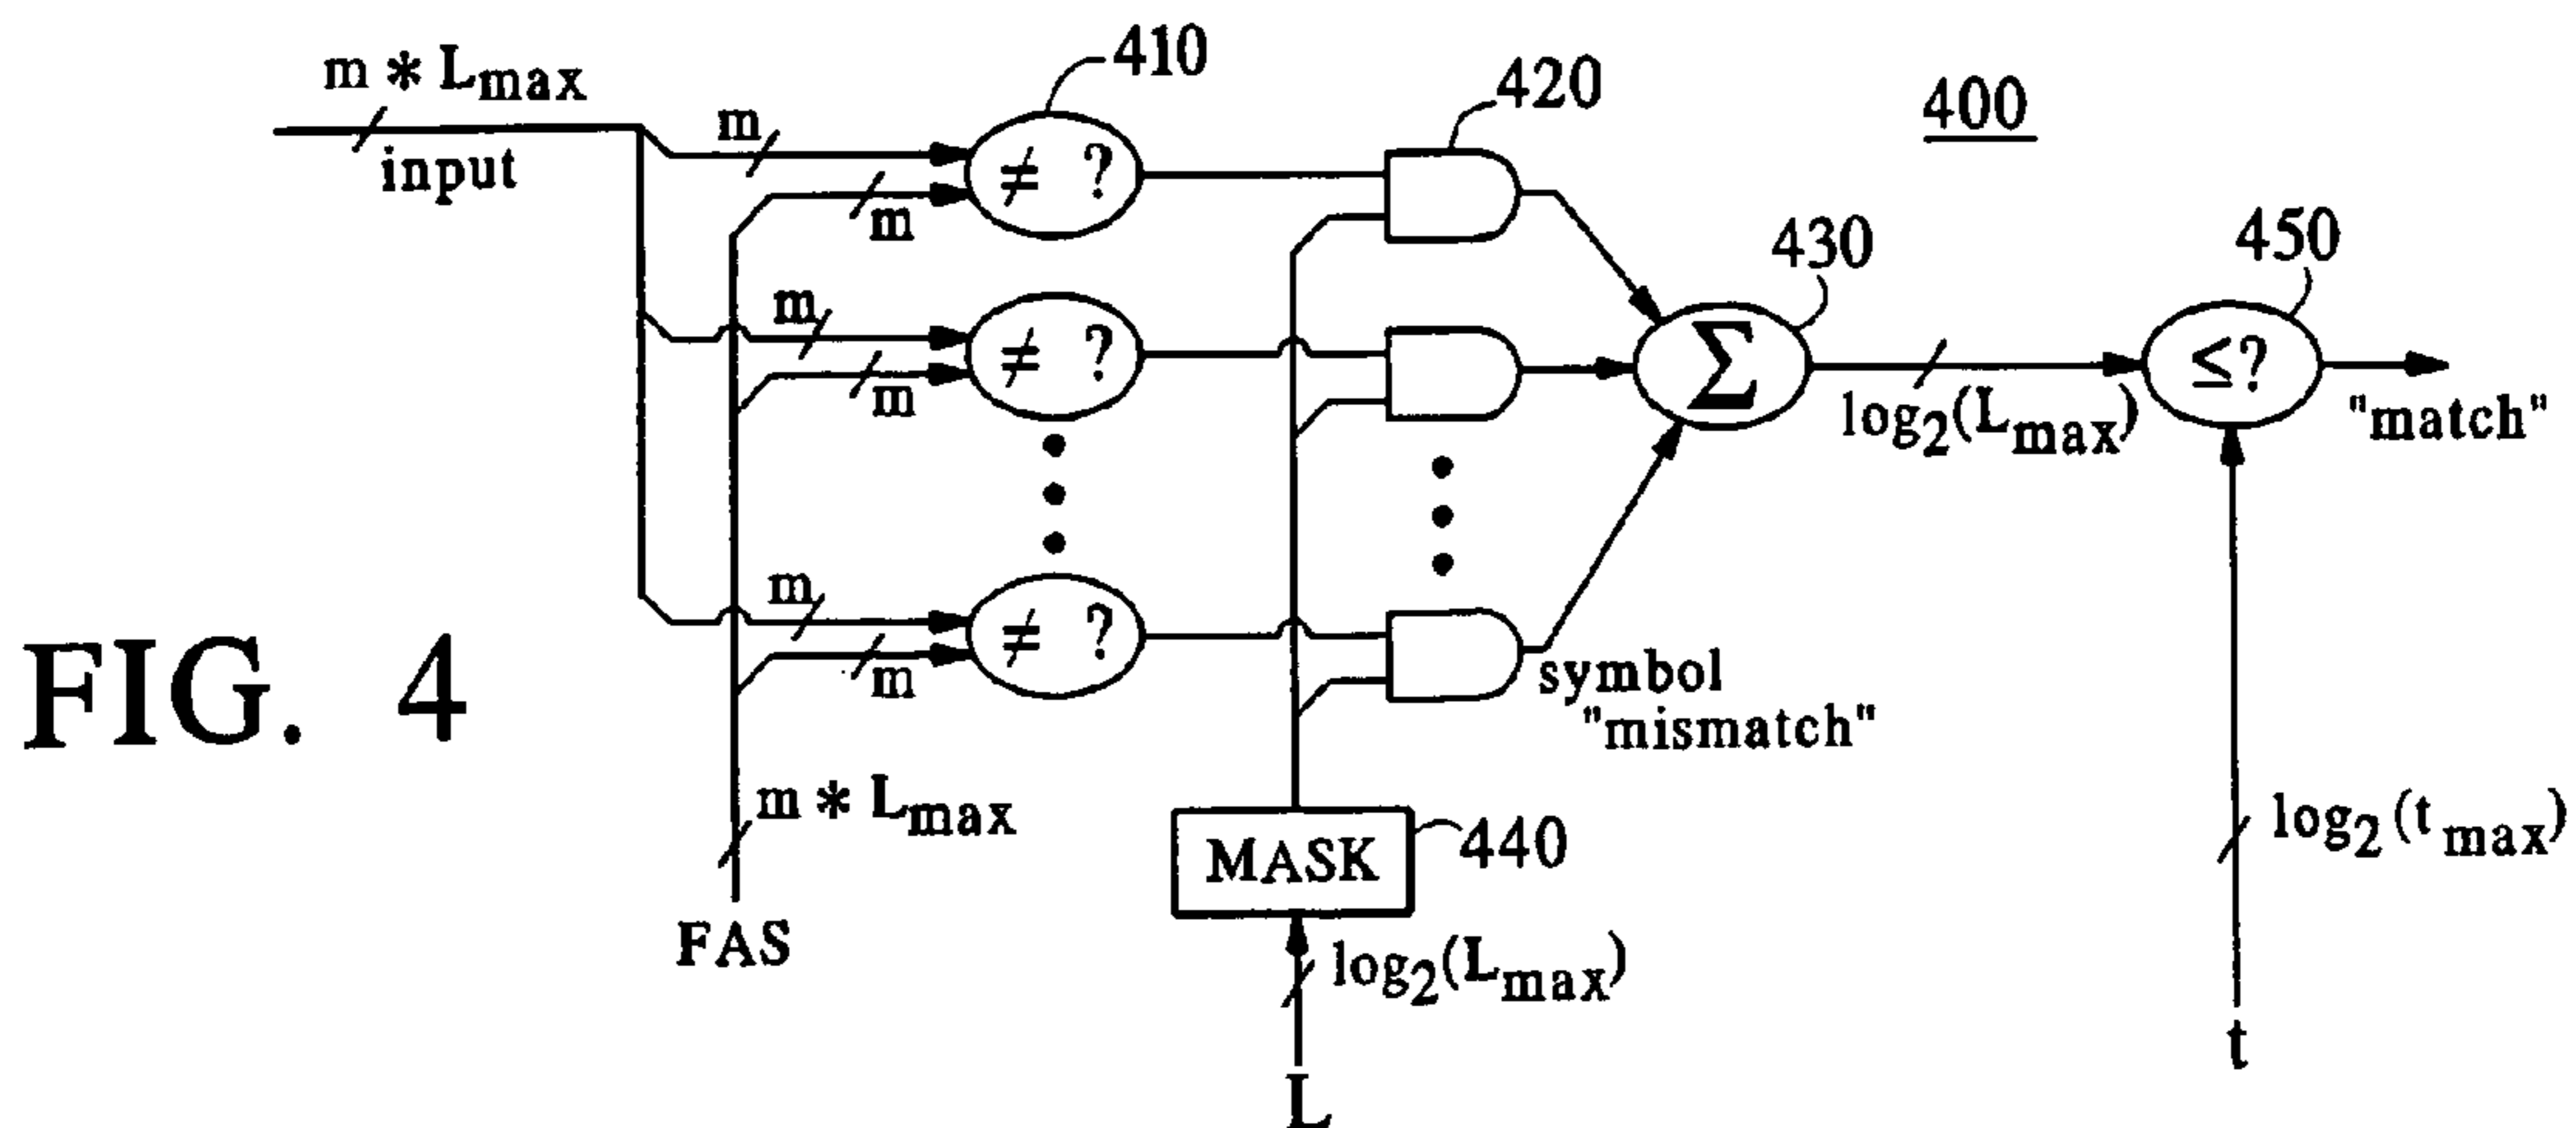 m * Lmax
input
m
m
410
≠ ?
420
400
m
m
≠ ?
430
Σ
log2(Lmax)
450
≤?
"match"
m
m
≠ ?
symbol
"mismatch"
FIG. 4
m * Lmax
FAS
MASK
440
log2(Lmax)
L
log2(tmax)
t